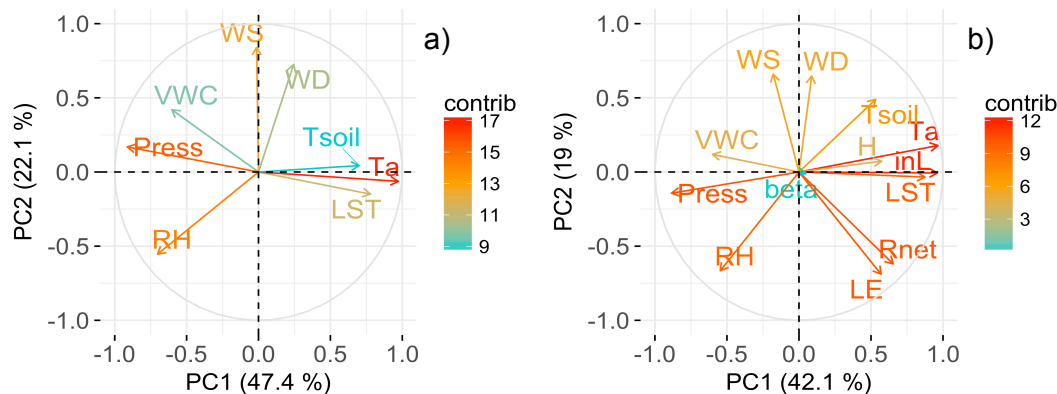 a)
1.0
0.5
0.0
-0.5
-1.0
PC2 (22.1 %)
WS
WD
VWC
Tsoil
Press
Ta
LST
RH
-1.0 -0.5 0.0 0.5 1.0
PC1 (47.4 %)
contrib
17
15
13
11
9
b)
1.0
0.5
0.0
-0.5
-1.0
PC2 (19 %)
WS
WD
Tsoil
Ta
VWC
H
inL
beta
LST
Press
RH
Rnet
LE
-1.0 -0.5 0.0 0.5 1.0
PC1 (42.1 %)
contrib
12
9
6
3